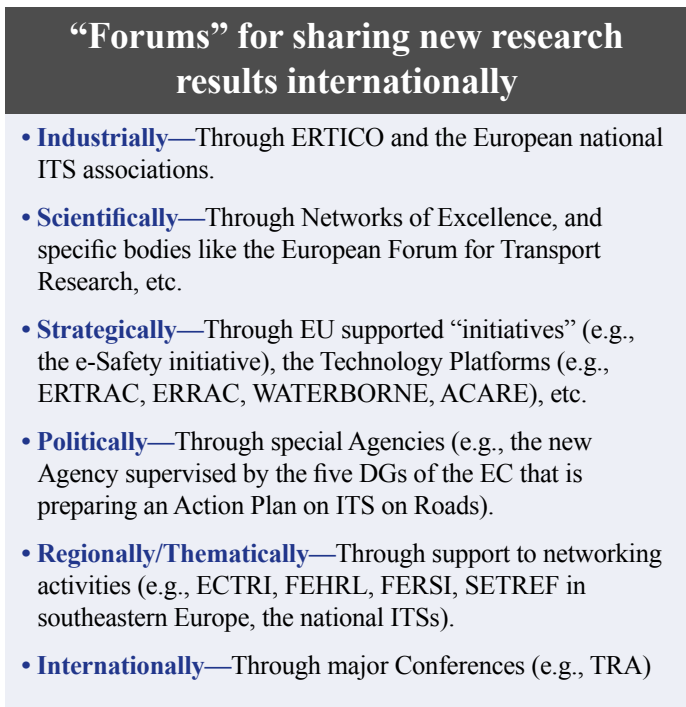 “Forums” for sharing new research
results internationally
• Industrially—Through ERTICO and the European national
ITS associations.
• Scientifically—Through Networks of Excellence, and
specific bodies like the European Forum for Transport
Research, etc.
• Strategically—Through EU supported “initiatives” (e.g.,
the e-Safety initiative), the Technology Platforms (e.g.,
ERTRAC, ERRAC, WATERBORNE, ACARE), etc.
• Politically—Through special Agencies (e.g., the new
Agency supervised by the five DGs of the EC that is
preparing an Action Plan on ITS on Roads).
• Regionally/Thematically—Through support to networking
activities (e.g., ECTRI, FEHRL, FERSI, SETREF in
southeastern Europe, the national ITSs).
• Internationally—Through major Conferences (e.g., TRA)